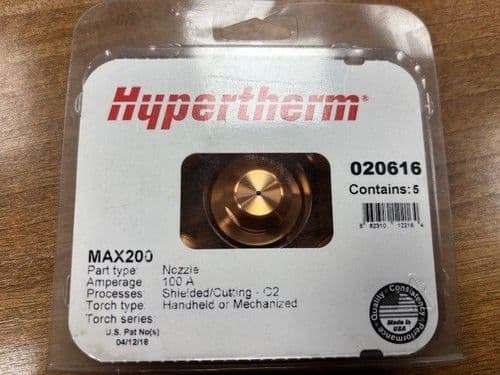 Hypertherm®
020616
Contains: 5
MAX200
Part type: Nozzle
Amperage: 100 A
Processes: Shielded/Cutting - O2
Torch type: Handheld or Mechanized
Torch series:
U.S. Pat No(s)
04/12/16
Quality - Consistency
Performance
Made in
USA